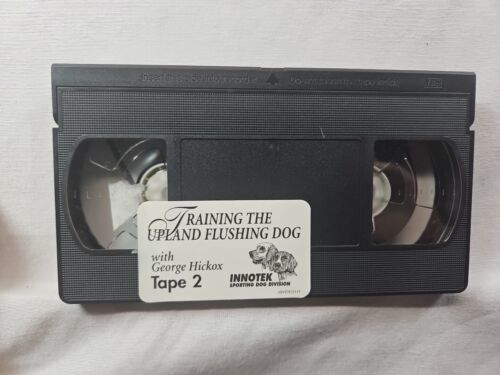 TRAINING THE
UPLAND FLUSHING DOG
with
George Hickox
Tape 2
INNOTEK
SPORTING DOG DIVISION